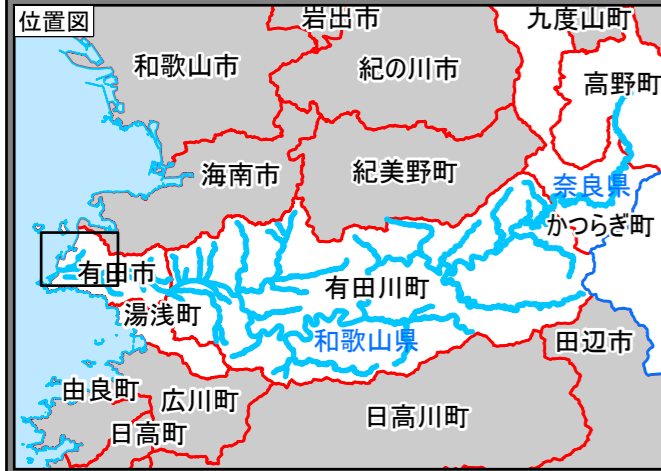 位置図
岩出市
九度山町
和歌山市
紀の川市
高野町
海南市
紀美野町
奈良県
かつらぎ町
有田市
有田川町
湯浅町
和歌山県
田辺市
由良町
広川町
日高川町
日高町